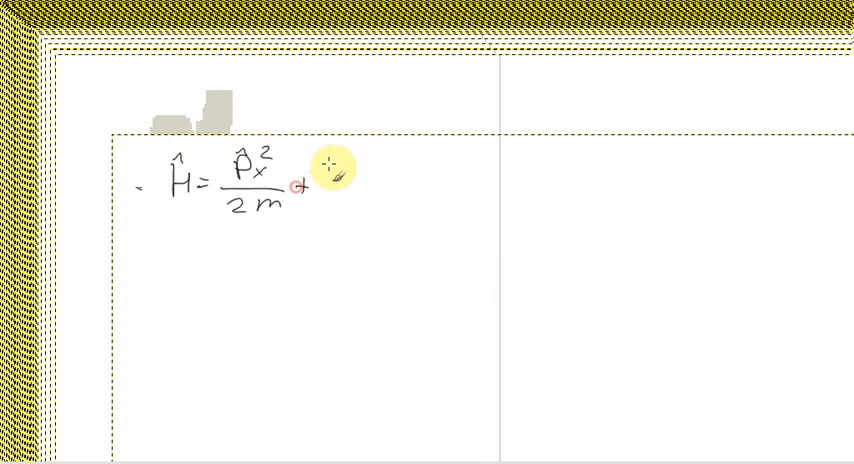 Ĥ = p̂ₓ² / 2m +